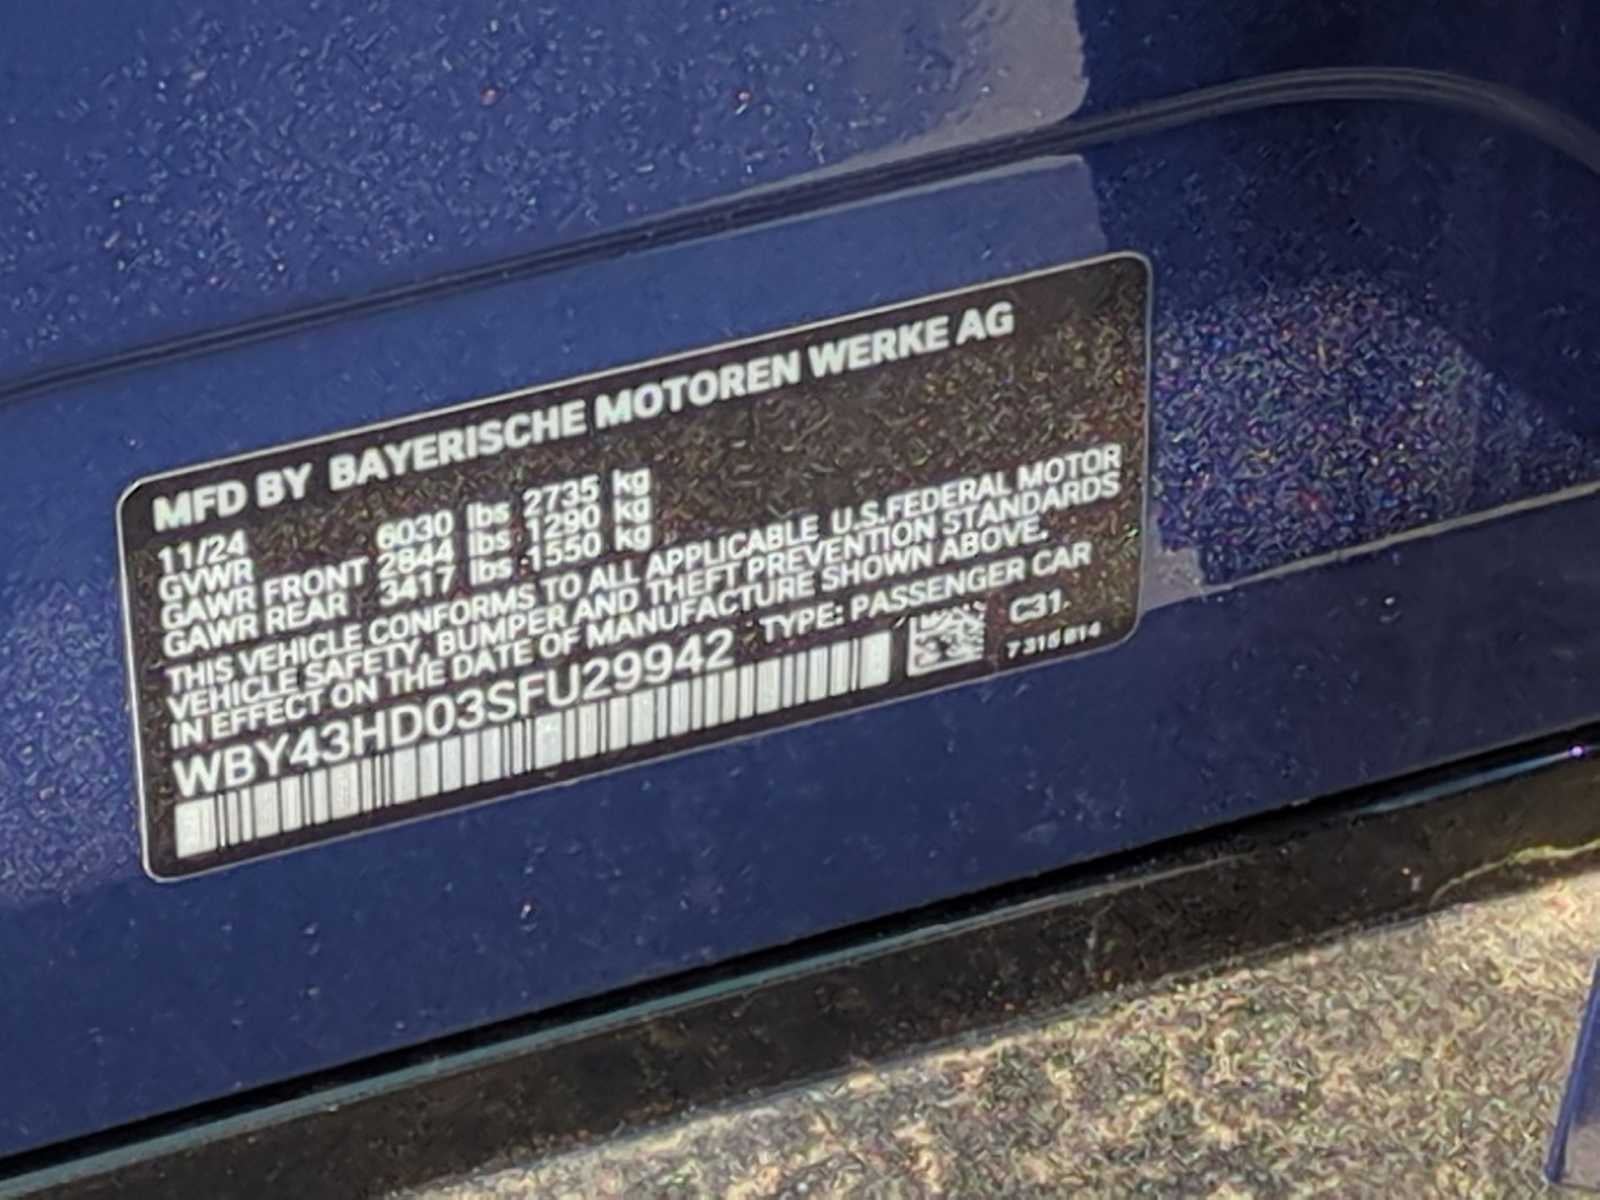 MFD BY BAYERISCHE MOTOREN WERKE AG
11/24
GVWR 6030 lbs 2735 kg
GAWR FRONT 2844 lbs 1290 kg
GAWR REAR 3417 lbs 1550 kg
THIS VEHICLE CONFORMS TO ALL APPLICABLE U.S.FEDERAL MOTOR
VEHICLE SAFETY, BUMPER AND THEFT PREVENTION STANDARDS
IN EFFECT ON THE DATE OF MANUFACTURE SHOWN ABOVE.
WBY43HD03SFU29942 TYPE: PASSENGER CAR
C31